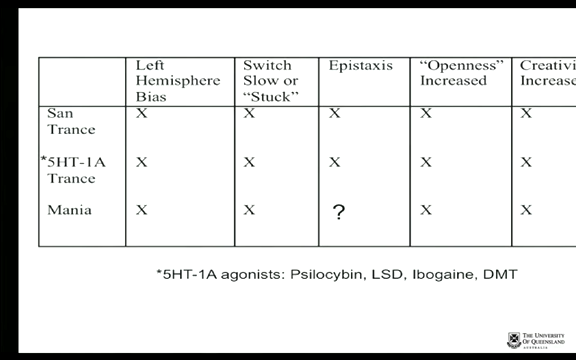 Left Hemisphere Bias	Switch Slow or “Stuck”	Epistaxis	“Openness” Increased
San Trance	X	X	X	X	X
*5HT-1A Trance	X	X	X	X	X
Mania	X	X	?	X	X
*5HT-1A agonists: Psilocybin, LSD, Ibogaine, DMT
THE UNIVERSITY
OF QUEENSLAND
AUSTRALIA